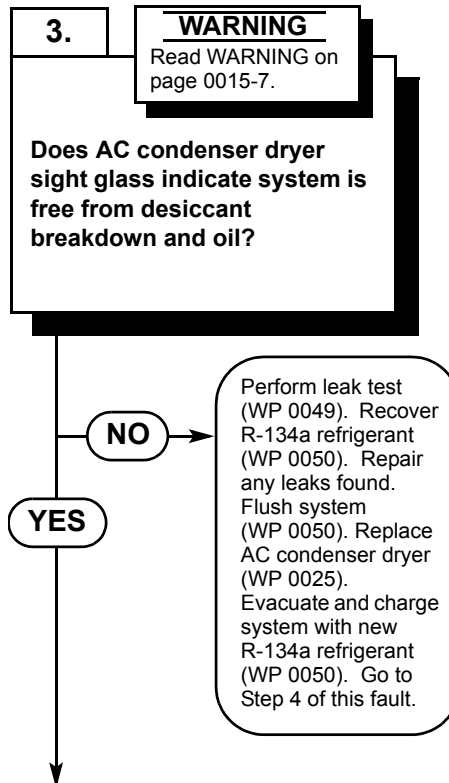 3.
WARNING
Read WARNING on
page 0015-7.
Does AC condenser dryer
sight glass indicate system is
free from desiccant
breakdown and oil?
NO
Perform leak test
(WP 0049).  Recover
R-134a refrigerant
(WP 0050).  Repair
any leaks found.
Flush system
(WP 0050). Replace
AC condenser dryer
(WP 0025).
Evacuate and charge
system with new
R-134a refrigerant
(WP 0050).  Go to
Step 4 of this fault.
YES